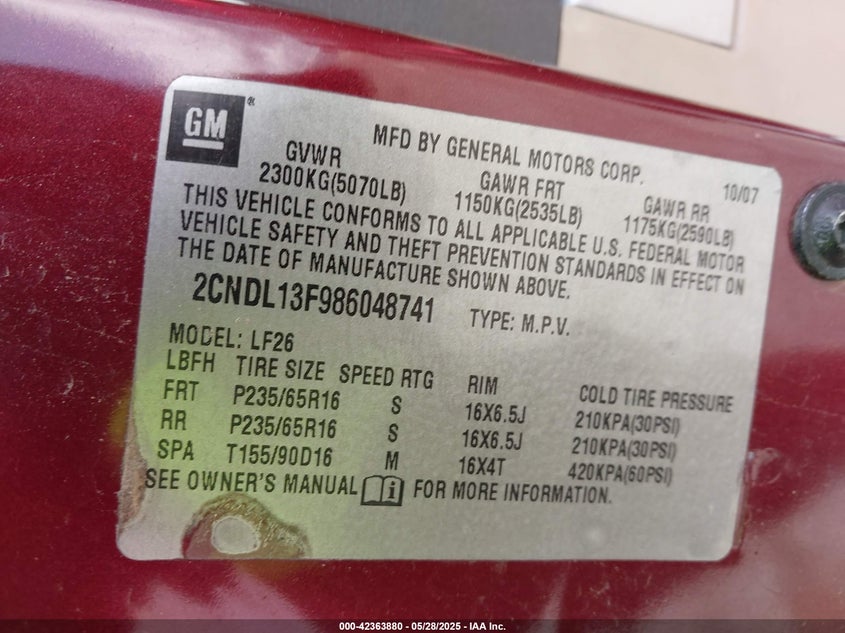 GM®
MFD BY GENERAL MOTORS CORP.
10/07
GVWR GAWR FRT GAWR RR
2300KG(5070LB) 1150KG(2535LB) 1175KG(2590LB)
THIS VEHICLE CONFORMS TO ALL APPLICABLE U.S. FEDERAL MOTOR
VEHICLE SAFETY AND THEFT PREVENTION STANDARDS IN EFFECT ON
THE DATE OF MANUFACTURE SHOWN ABOVE.
2CNDL13F986048741 TYPE: M.P.V.
MODEL: LF26
LBFH TIRE SIZE SPEED RTG RIM COLD TIRE PRESSURE
FRT P235/65R16 S 16X6.5J 210KPA(30PSI)
RR P235/65R16 S 16X6.5J 210KPA(30PSI)
SPA T155/90D16 M 16X4T 420KPA(60PSI)
SEE OWNER'S MANUAL i FOR MORE INFORMATION.
000-42363880 - 05/28/2025 - IAA Inc.